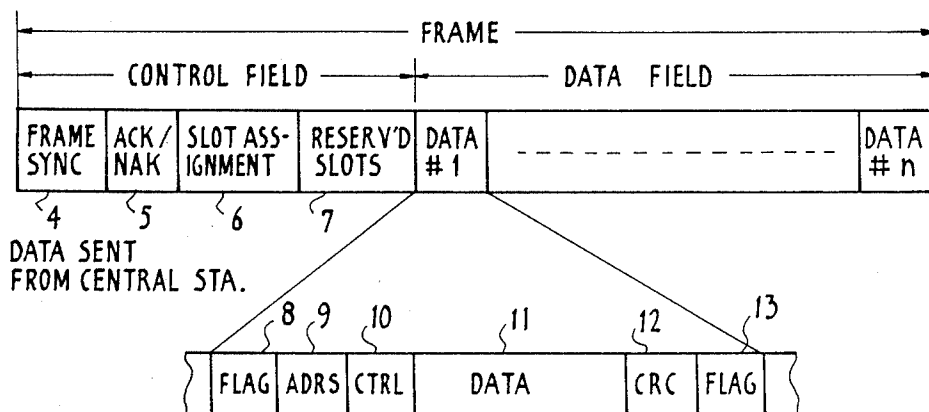 FRAME
CONTROL FIELD DATA FIELD
FRAME SYNC ACK/NAK SLOT ASS-IGNMENT RESERV'D SLOTS DATA #1 DATA #n
4 5 6 7
DATA SENT
FROM CENTRAL STA.
8 9 10 11 12 13
FLAG ADRS CTRL DATA CRC FLAG